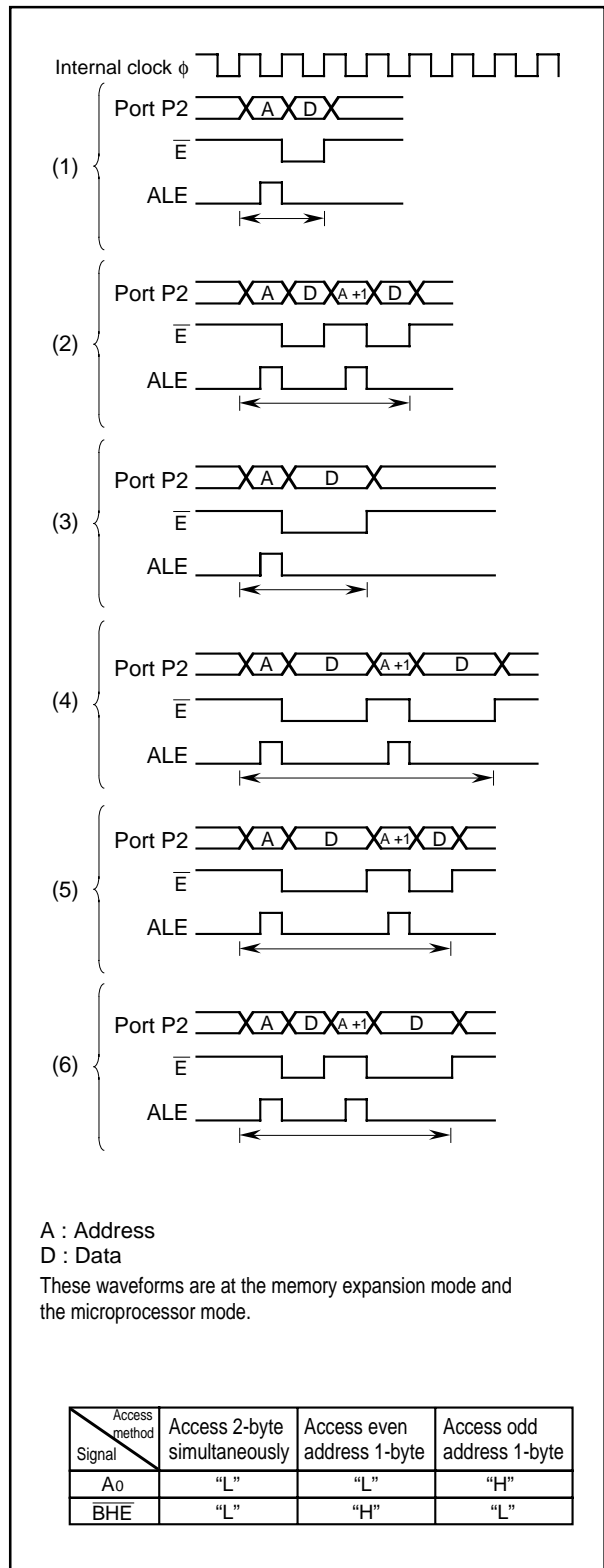 Internal clock ϕ
Port P2 A D
E
(1)
ALE
Port P2 A D A +1 D
E
(2)
ALE
Port P2 A D
(3)
E
ALE
Port P2 A D A +1 D
(4)
E
ALE
Port P2 A D A +1 D
E
(5)
ALE
Port P2 A D A +1 D
(6)
E
ALE
A : Address
D : Data
These waveforms are at the memory expansion mode and
the microprocessor mode.
Access
method
Signal
Access 2-byte
simultaneously
Access even
address 1-byte
Access odd
address 1-byte
A0 “L” “L” “H”
BHE “L” “H” “L”